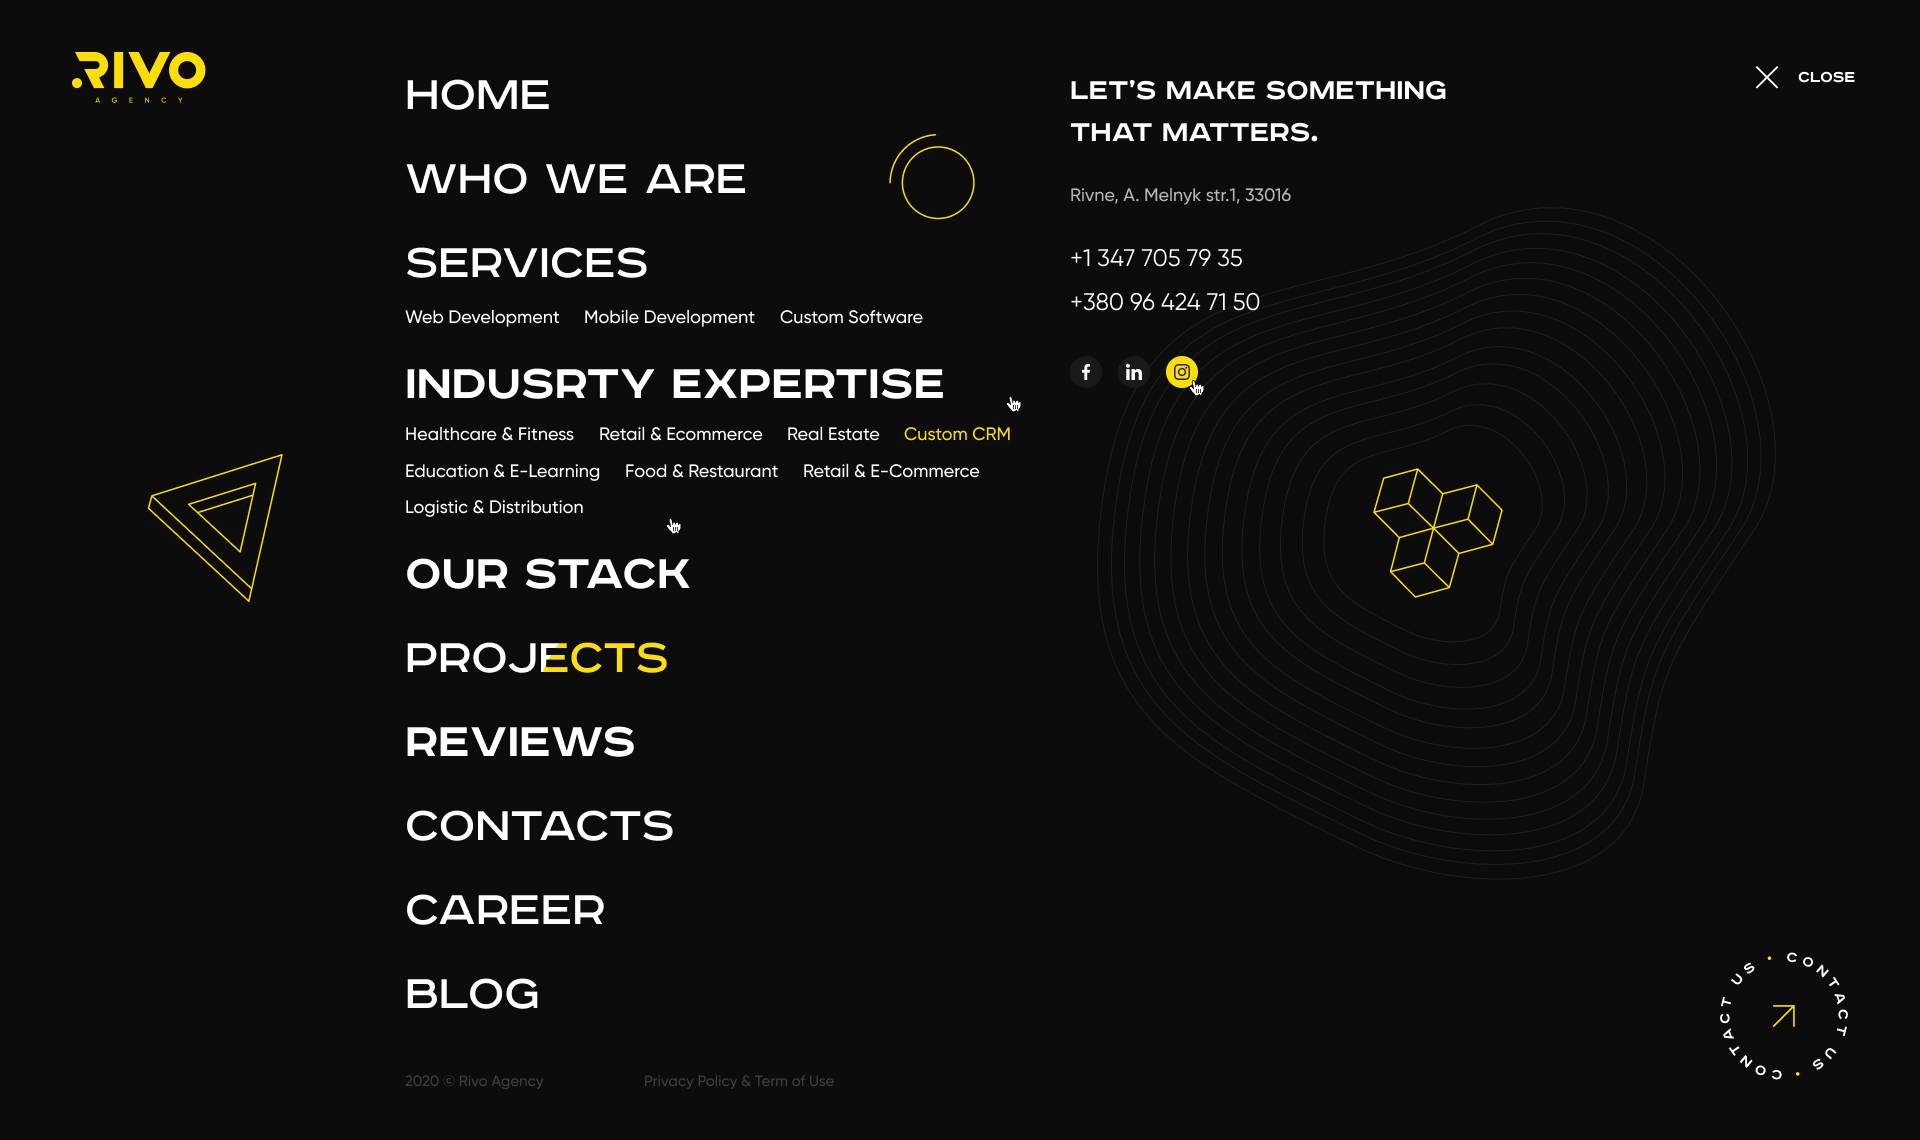 RIVO
AGENCY
HOME
WHO WE ARE
SERVICES
Web Development Mobile Development Custom Software
INDUSRTY EXPERTISE
Healthcare & Fitness Retail & Ecommerce Real Estate Custom CRM
Education & E-Learning Food & Restaurant Retail & E-Commerce
Logistic & Distribution
OUR STACK
PROJECTS
REVIEWS
CONTACTS
CAREER
BLOG
2020 © Rivo Agency Privacy Policy & Term of Use
LET'S MAKE SOMETHING
THAT MATTERS.
Rivne, A. Melnyk str.1, 33016
+1 347 705 79 35
+380 96 424 71 50
f in
CLOSE
CONTACT US • CONTACT US •